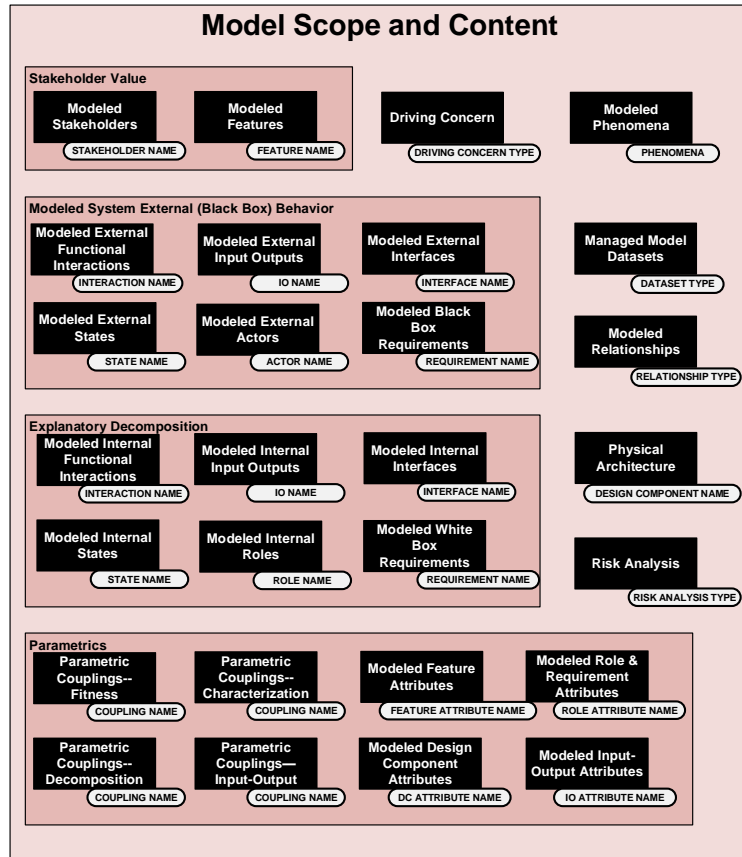 Model Scope and Content
Stakeholder Value
Modeled
Stakeholders
STAKEHOLDER NAME
Modeled
Features
FEATURE NAME
Driving Concern
DRIVING CONCERN TYPE
Modeled
Phenomena
PHENOMENA
Modeled System External (Black Box) Behavior
Modeled External
Functional
Interactions
INTERACTION NAME
Modeled External
Input Outputs
IO NAME
Modeled External
Interfaces
INTERFACE NAME
Managed Model
Datasets
DATASET TYPE
Modeled External
States
STATE NAME
Modeled External
Actors
ACTOR NAME
Modeled Black
Box
Requirements
REQUIREMENT NAME
Modeled
Relationships
RELATIONSHIP TYPE
Explanatory Decomposition
Modeled Internal
Functional
Interactions
INTERACTION NAME
Modeled Internal
Input Outputs
IO NAME
Modeled Internal
Interfaces
INTERFACE NAME
Physical
Architecture
DESIGN COMPONENT NAME
Modeled Internal
States
STATE NAME
Modeled Internal
Roles
ROLE NAME
Modeled White
Box
Requirements
REQUIREMENT NAME
Risk Analysis
RISK ANALYSIS TYPE
Parametrics
Parametric
Couplings--
Fitness
COUPLING NAME
Parametric
Couplings--
Characterization
COUPLING NAME
Modeled Feature
Attributes
FEATURE ATTRIBUTE NAME
Modeled Role &
Requirement
Attributes
ROLE ATTRIBUTE NAME
Parametric
Couplings--
Decomposition
COUPLING NAME
Parametric
Couplings—
Input-Output
COUPLING NAME
Modeled Design
Component
Attributes
DC ATTRIBUTE NAME
Modeled Input-
Output Attributes
IO ATTRIBUTE NAME